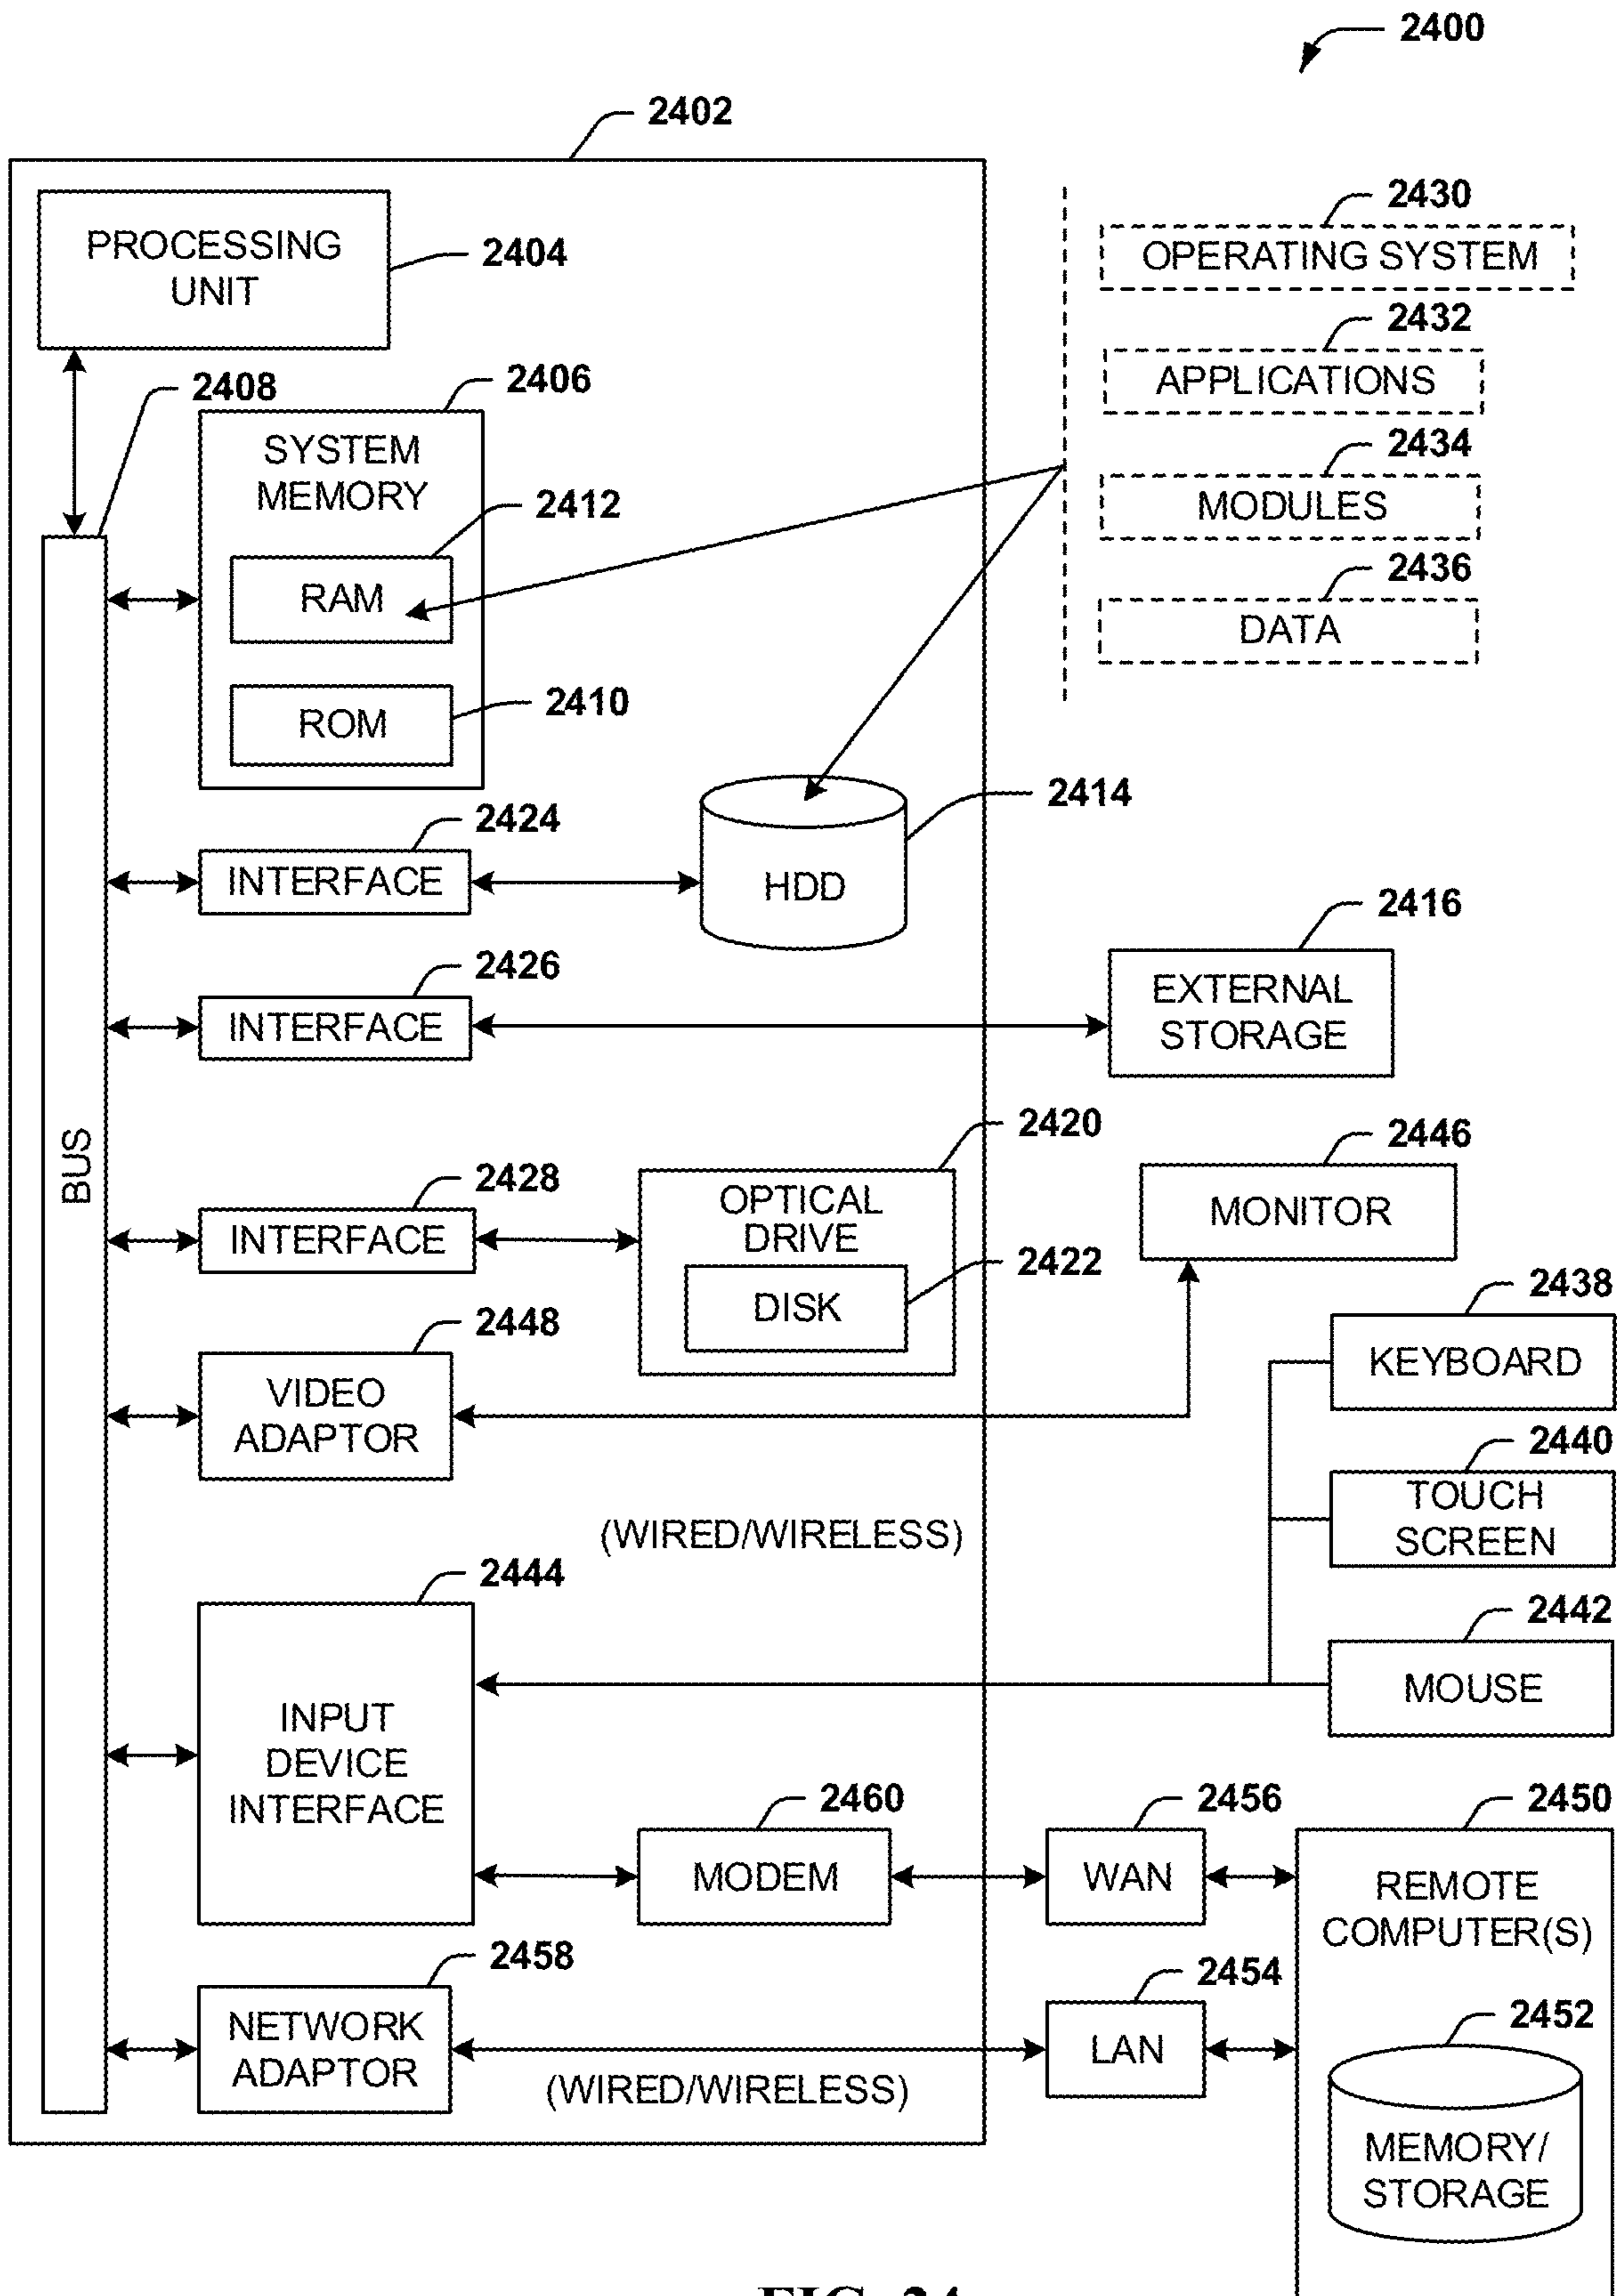 2400
2402
PROCESSING
UNIT
2404
2430
OPERATING SYSTEM
2432
APPLICATIONS
2434
MODULES
2436
DATA
2408
2406
SYSTEM
MEMORY
2412
RAM
2410
ROM
2414
HDD
2424
INTERFACE
2416
EXTERNAL
STORAGE
2426
INTERFACE
BUS
2420
OPTICAL
DRIVE
2422
DISK
2428
INTERFACE
2446
MONITOR
2448
VIDEO
ADAPTOR
2438
KEYBOARD
2440
TOUCH
SCREEN
(WIRED/WIRELESS)
2442
MOUSE
2444
INPUT
DEVICE
INTERFACE
2460
MODEM
2456
WAN
2450
REMOTE
COMPUTER(S)
2458
NETWORK
ADAPTOR
(WIRED/WIRELESS)
2454
LAN
2452
MEMORY/
STORAGE
FIG. 24